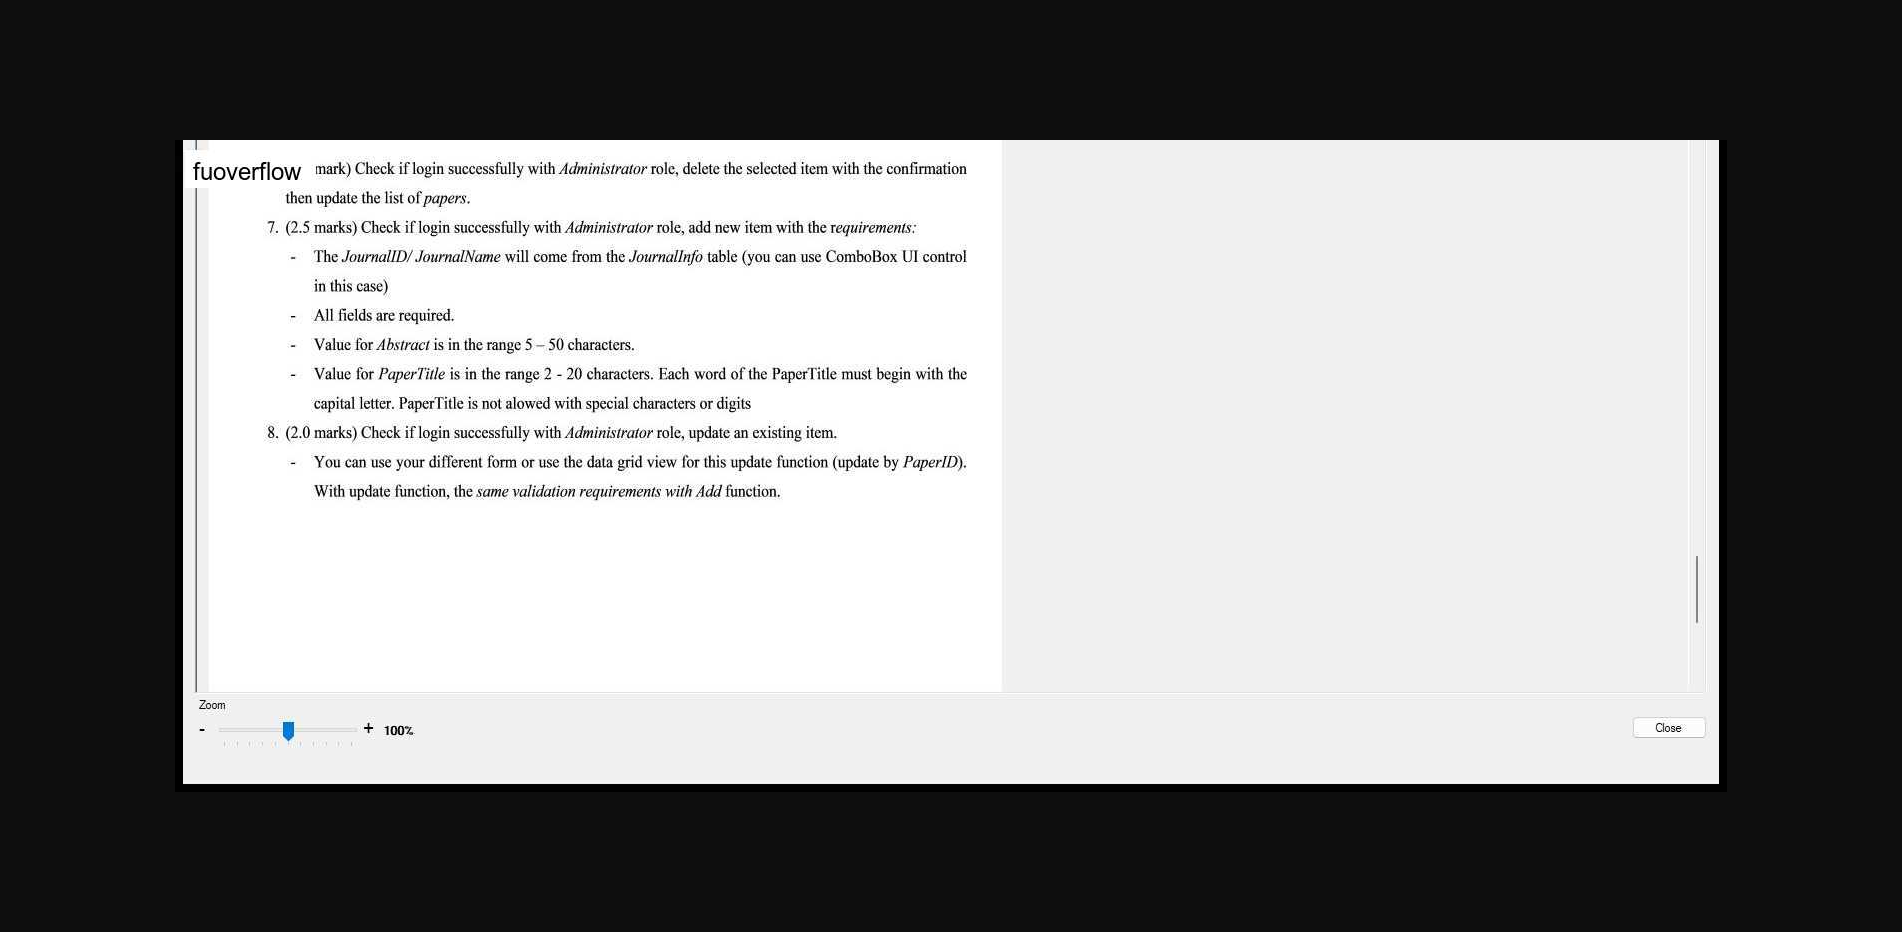 fuoverflow mark) Check if login successfully with Administrator role, delete the selected item with the confirmation
then update the list of papers.
7. (2.5 marks) Check if login successfully with Administrator role, add new item with the requirements:
- The JournalID/ JournalName will come from the JournalInfo table (you can use ComboBox UI control
in this case)
- All fields are required.
- Value for Abstract is in the range 5 – 50 characters.
- Value for PaperTitle is in the range 2 - 20 characters. Each word of the PaperTitle must begin with the
capital letter. PaperTitle is not alowed with special characters or digits
8. (2.0 marks) Check if login successfully with Administrator role, update an existing item.
- You can use your different form or use the data grid view for this update function (update by PaperID).
With update function, the same validation requirements with Add function.
Zoom
- + 100%
Close